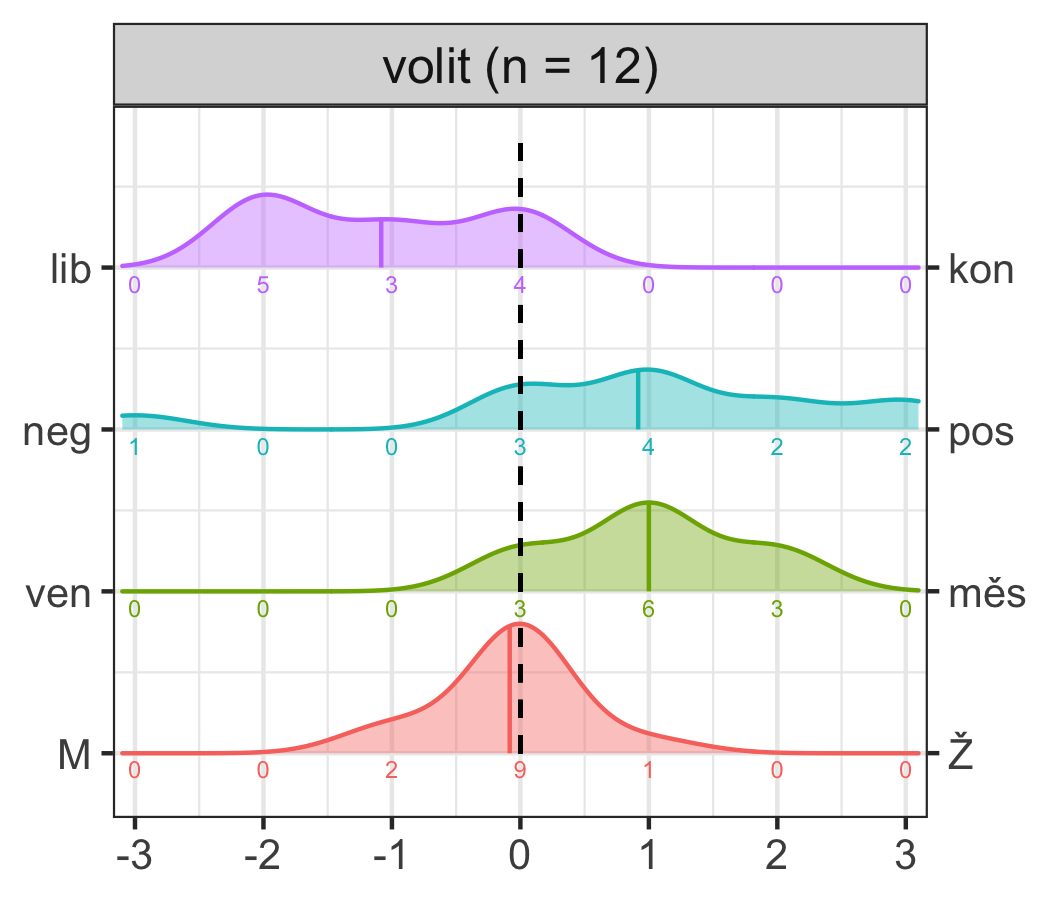 volit (n = 12)
lib kon
0 5 3 4 0 0 0
neg pos
1 0 0 3 4 2 2
ven měs
0 0 0 3 6 3 0
M Ž
0 0 2 9 1 0 0
-3 -2 -1 0 1 2 3